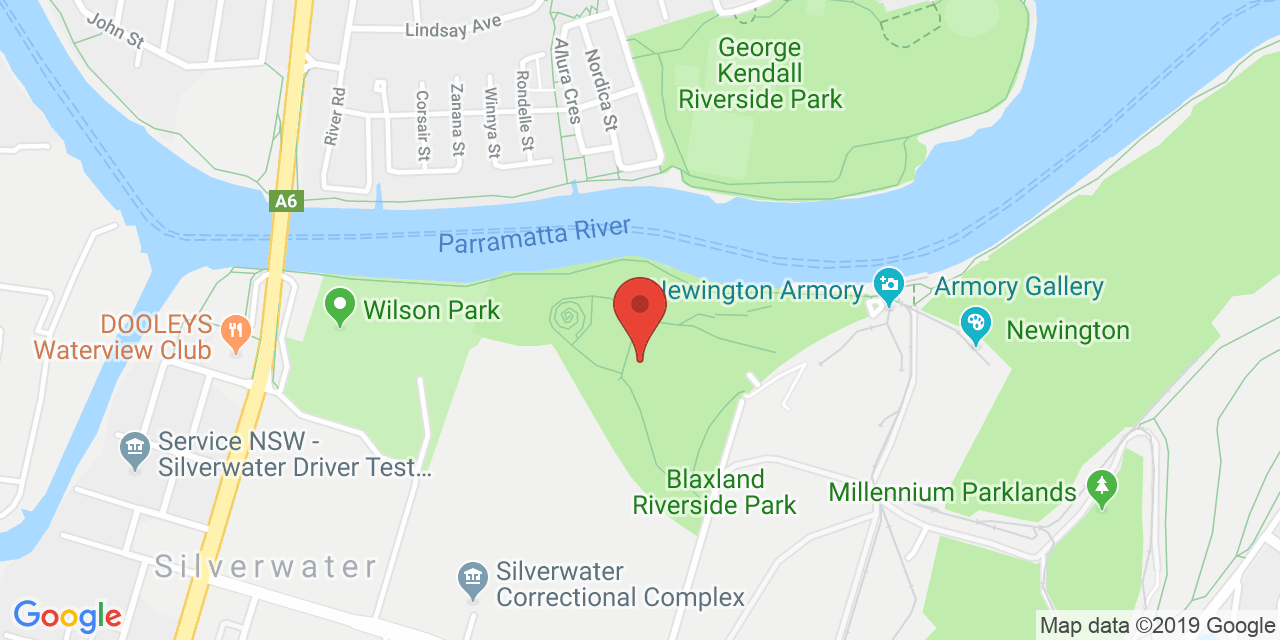 John St
Lindsay Ave
George
Kendall
Riverside Park
Nordica St
Allura Cres
Rondelle St
Winnya St
Zanana St
Corsair St
River Rd
A6
Parramatta River
Newington Armory
Armory Gallery
Newington
Wilson Park
DOOLEYS
Waterview Club
Service NSW -
Silverwater Driver Test...
Blaxland
Riverside Park
Millennium Parklands
Silverwater
Silverwater
Correctional Complex
Google
Map data ©2019 Google